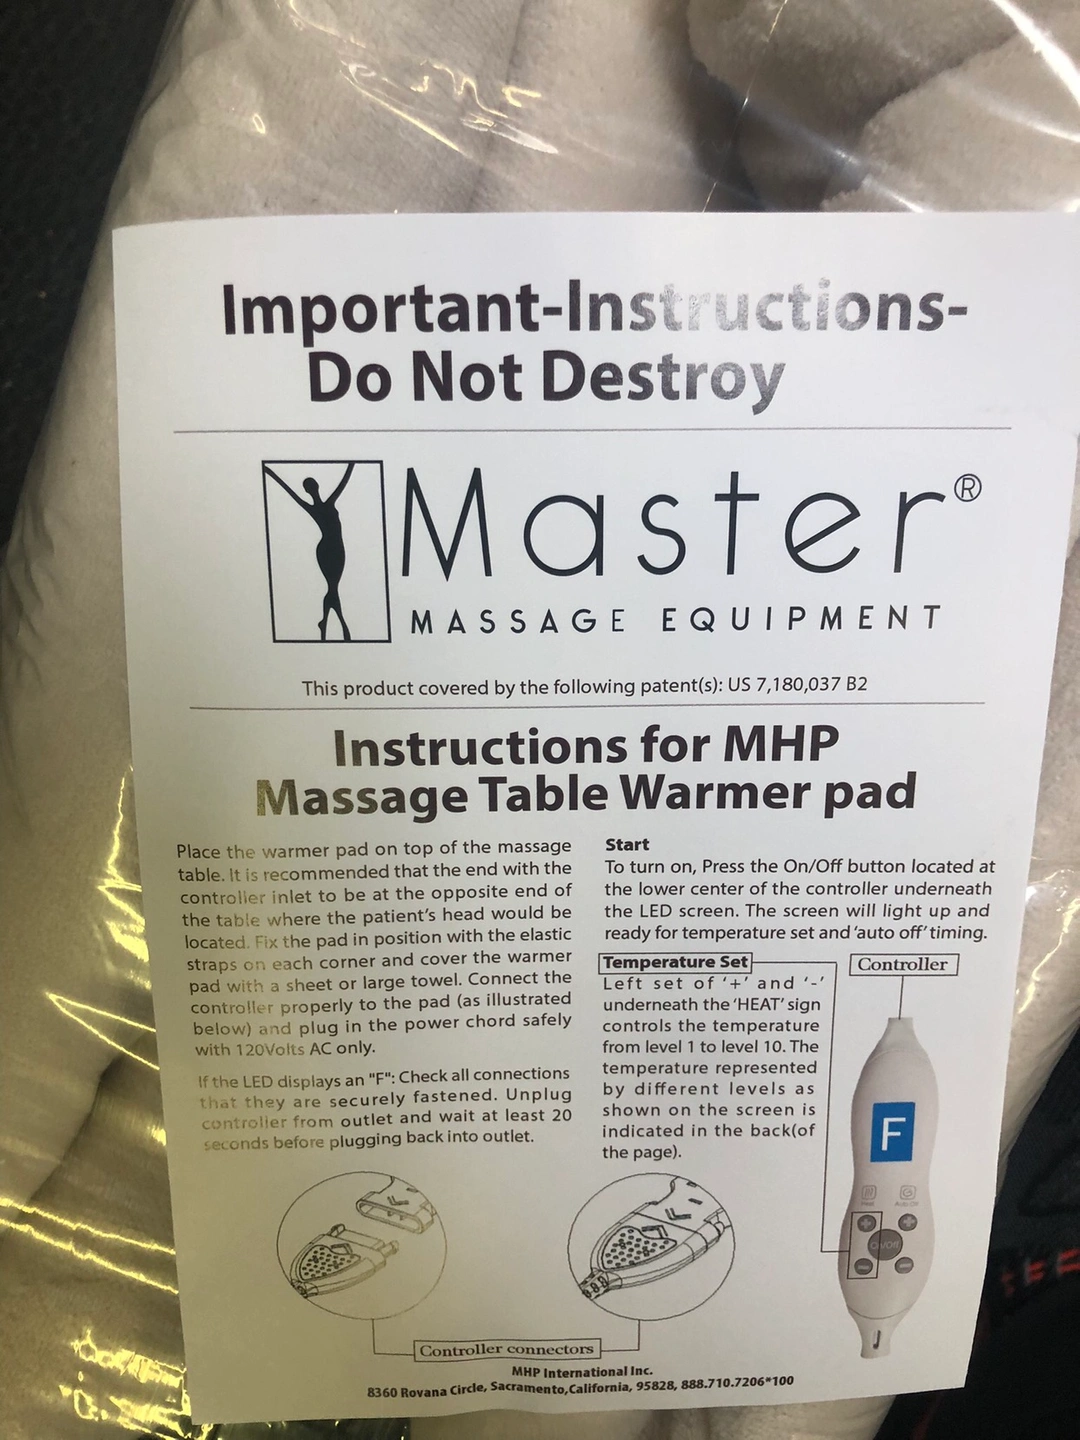 Important-Instructions-
Do Not Destroy
Master®
MASSAGE EQUIPMENT
This product covered by the following patent(s): US 7,180,037 B2
Instructions for MHP
Massage Table Warmer pad
Place the warmer pad on top of the massage
table. It is recommended that the end with the
controller inlet to be at the opposite end of
the table where the patient's head would be
located. Fix the pad in position with the elastic
straps on each corner and cover the warmer
pad with a sheet or large towel. Connect the
controller properly to the pad (as illustrated
below) and plug in the power chord safely
with 120Volts AC only.
If the LED displays an "F": Check all connections
that they are securely fastened. Unplug
controller from outlet and wait at least 20
seconds before plugging back into outlet.
Start
To turn on, Press the On/Off button located at
the lower center of the controller underneath
the LED screen. The screen will light up and
ready for temperature set and 'auto off' timing.
Temperature Set
Left set of '+' and '-'
underneath the 'HEAT' sign
controls the temperature
from level 1 to level 10. The
temperature represented
by different levels as
shown on the screen is
indicated in the back(of
the page).
Controller
F
Heat Auto Off
On/Off
Controller connectors
MHP International Inc.
8360 Rovana Circle, Sacramento,California, 95828, 888.710.7206*100